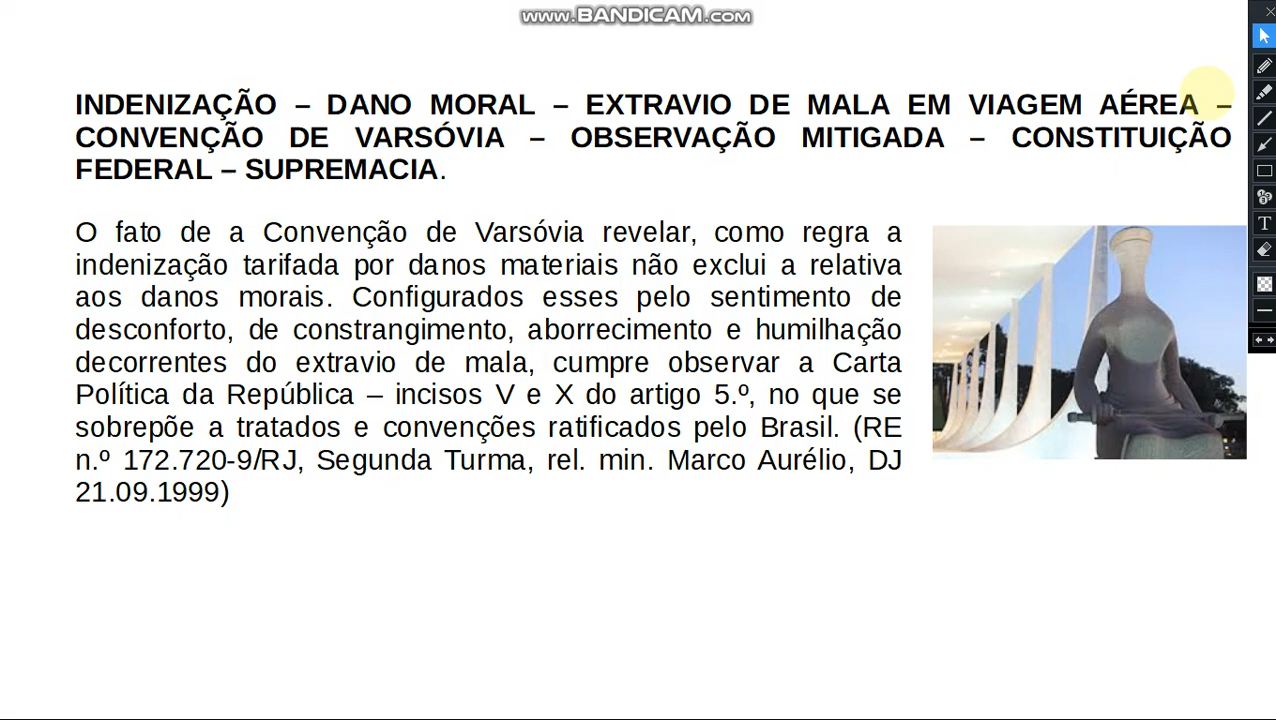 www.BANDICAM.com
INDENIZAÇÃO – DANO MORAL – EXTRAVIO DE MALA EM VIAGEM AÉREA –
CONVENÇÃO DE VARSÓVIA – OBSERVAÇÃO MITIGADA – CONSTITUIÇÃO
FEDERAL – SUPREMACIA.
O fato de a Convenção de Varsóvia revelar, como regra a
indenização tarifada por danos materiais não exclui a relativa
aos danos morais. Configurados esses pelo sentimento de
desconforto, de constrangimento, aborrecimento e humilhação
decorrentes do extravio de mala, cumpre observar a Carta
Política da República – incisos V e X do artigo 5.º, no que se
sobrepõe a tratados e convenções ratificados pelo Brasil. (RE
n.º 172.720-9/RJ, Segunda Turma, rel. min. Marco Aurélio, DJ
21.09.1999)